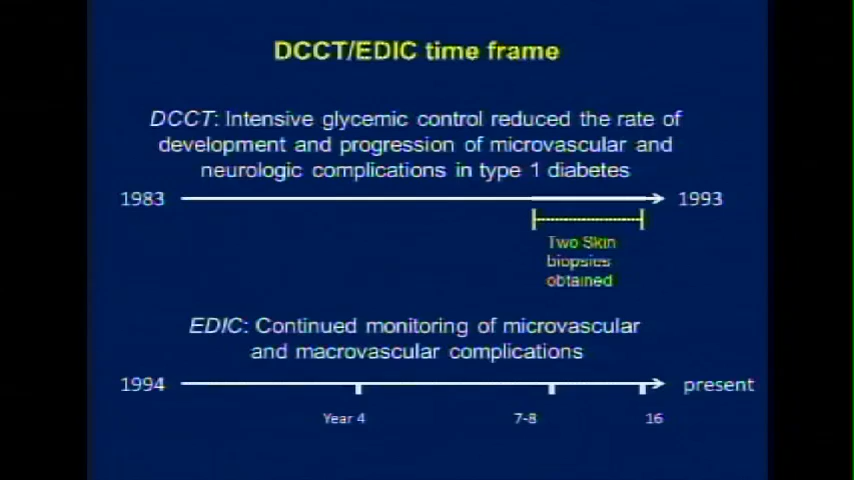 DCCT/EDIC time frame
DCCT: Intensive glycemic control reduced the rate of
development and progression of microvascular and
neurologic complications in type 1 diabetes
1983
1993
Two Skin
biopsies
obtained
EDIC: Continued monitoring of microvascular
and macrovascular complications
1994
present
Year 4
7-8
16